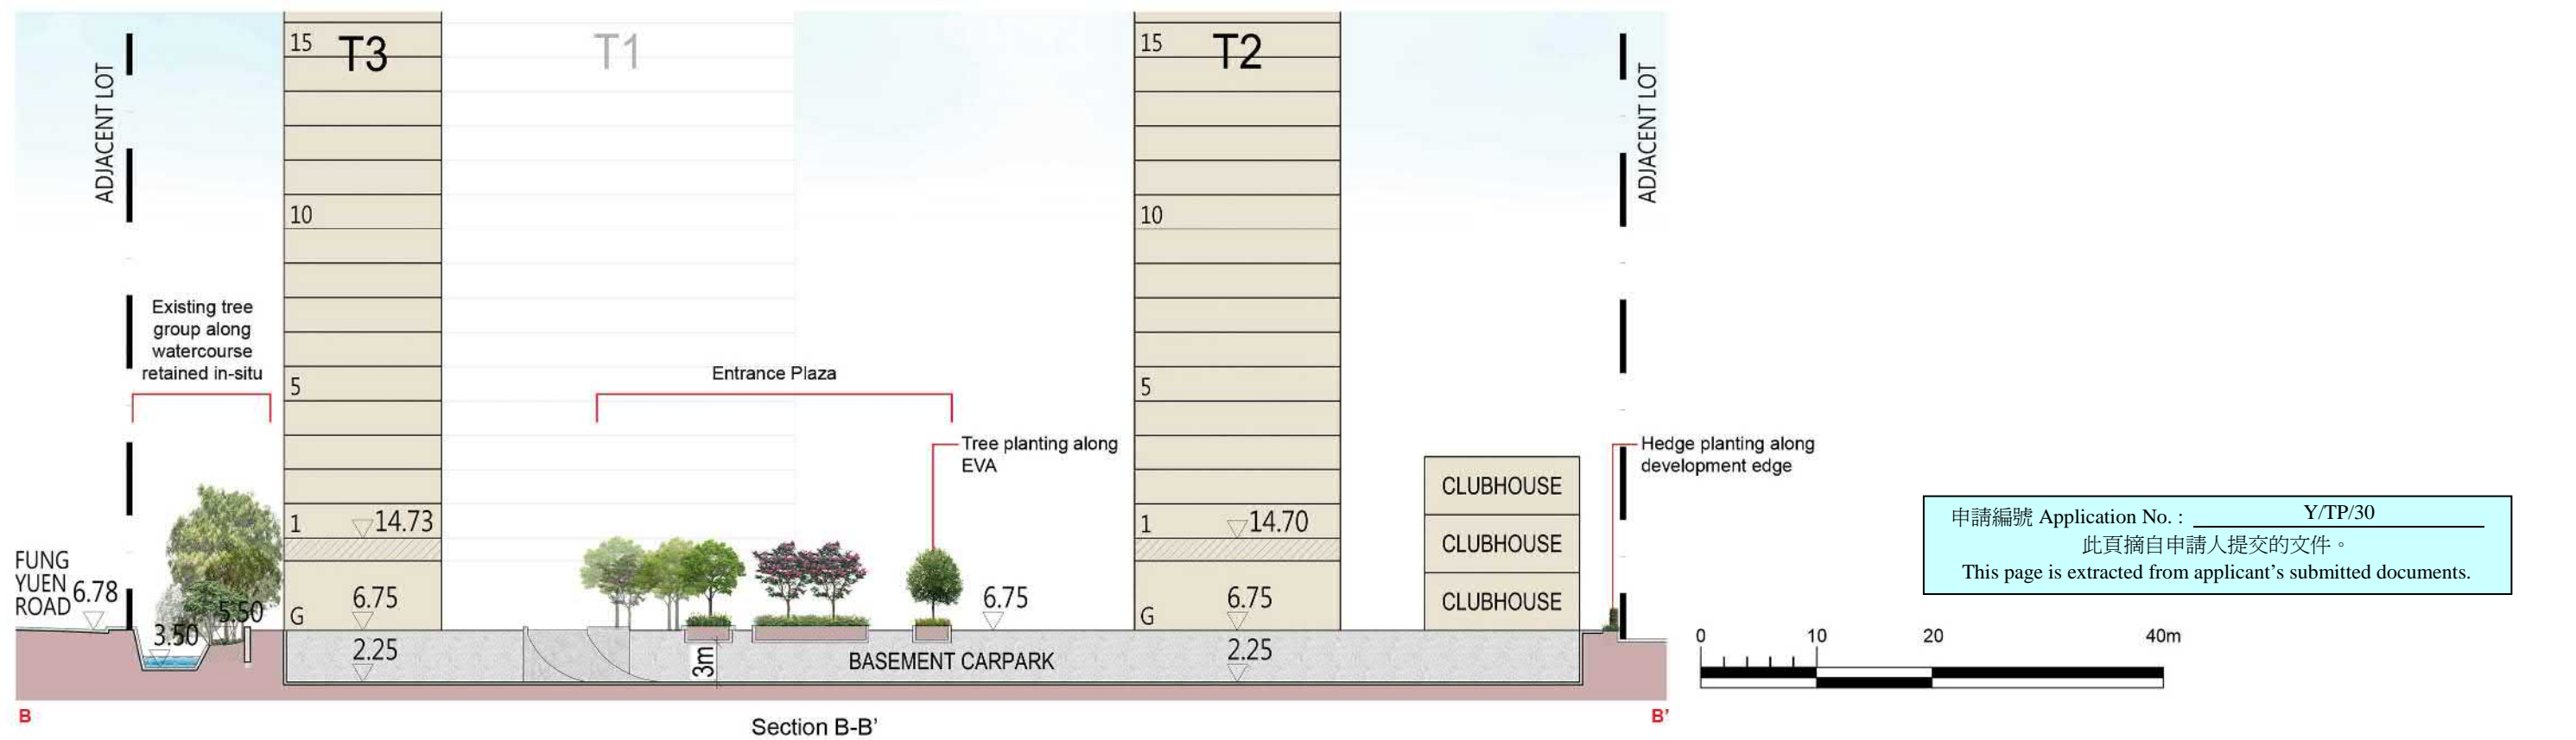 ADJACENT LOT
15
T3
T1
15
T2
ADJACENT LOT
10
10
Existing tree
group along
watercourse
retained in-situ
5
Entrance Plaza
5
Tree planting along
EVA
Hedge planting along
development edge
CLUBHOUSE
CLUBHOUSE
CLUBHOUSE
1
14.73
1
14.70
FUNG
YUEN
ROAD
6.78
3.50
5.50
G
6.75
6.75
G
6.75
2.25
3m
BASEMENT CARPARK
2.25
申請編號 Application No. : Y/TP/30
此頁摘自申請人提交的文件。
This page is extracted from applicant's submitted documents.
0
10
20
40m
B
B'
Section B-B'